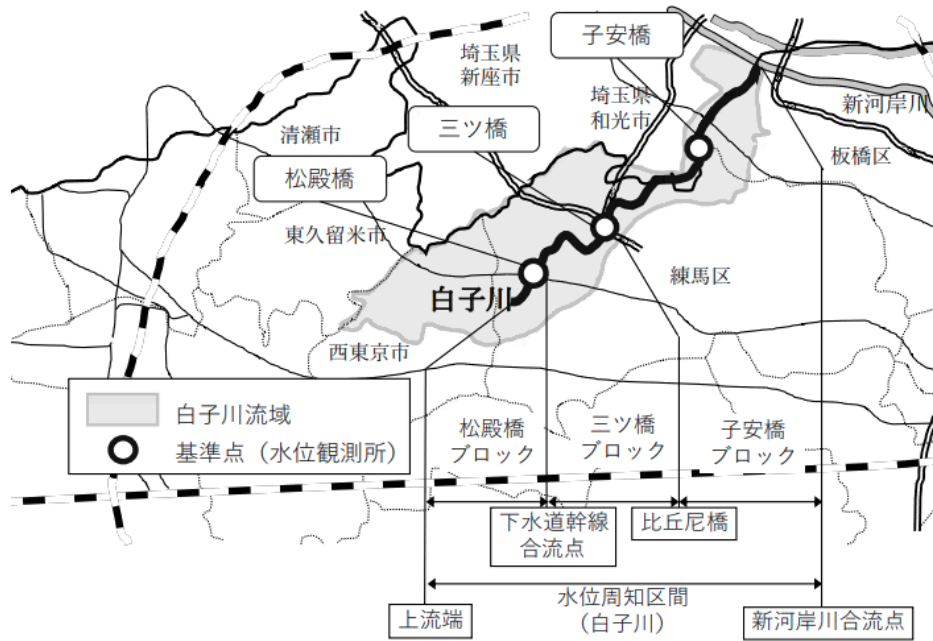 子安橋
埼玉県
新座市
三ツ橋
埼玉県
和光市
新河岸川
清瀬市
板橋区
松殿橋
東久留米市
練馬区
白子川
西東京市
白子川流域
基準点（水位観測所）
松殿橋
ブロック
三ツ橋
ブロック
子安橋
ブロック
下水道幹線
合流点
比丘尼橋
水位周知区間
（白子川）
上流端
新河岸川合流点